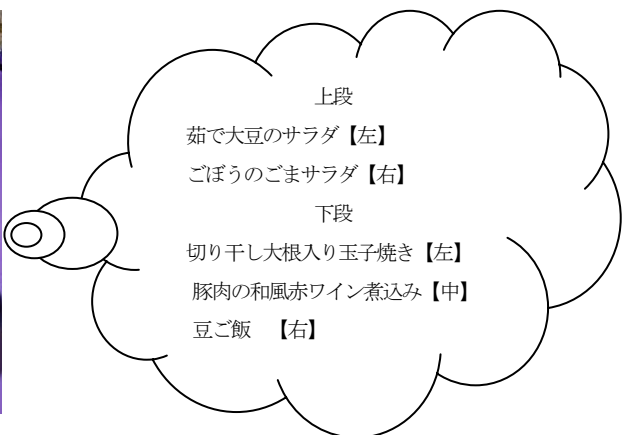 上段
茹で大豆のサラダ【左】
ごぼうのごまサラダ【右】
下段
切り干し大根入り玉子焼き【左】
豚肉の和風赤ワイン煮込み【中】
豆ご飯　【右】